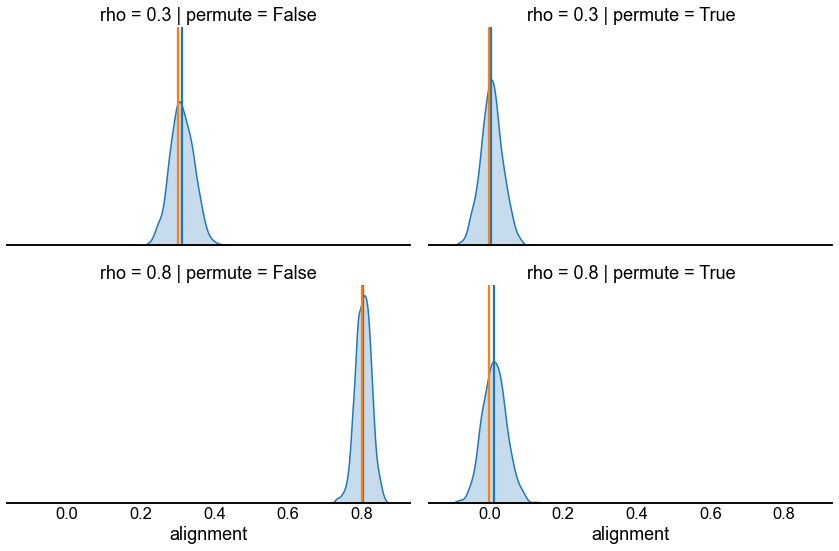 rho = 0.3 | permute = False
rho = 0.3 | permute = True
rho = 0.8 | permute = False
rho = 0.8 | permute = True
0.0 0.2 0.4 0.6 0.8
0.0 0.2 0.4 0.6 0.8
alignment
alignment